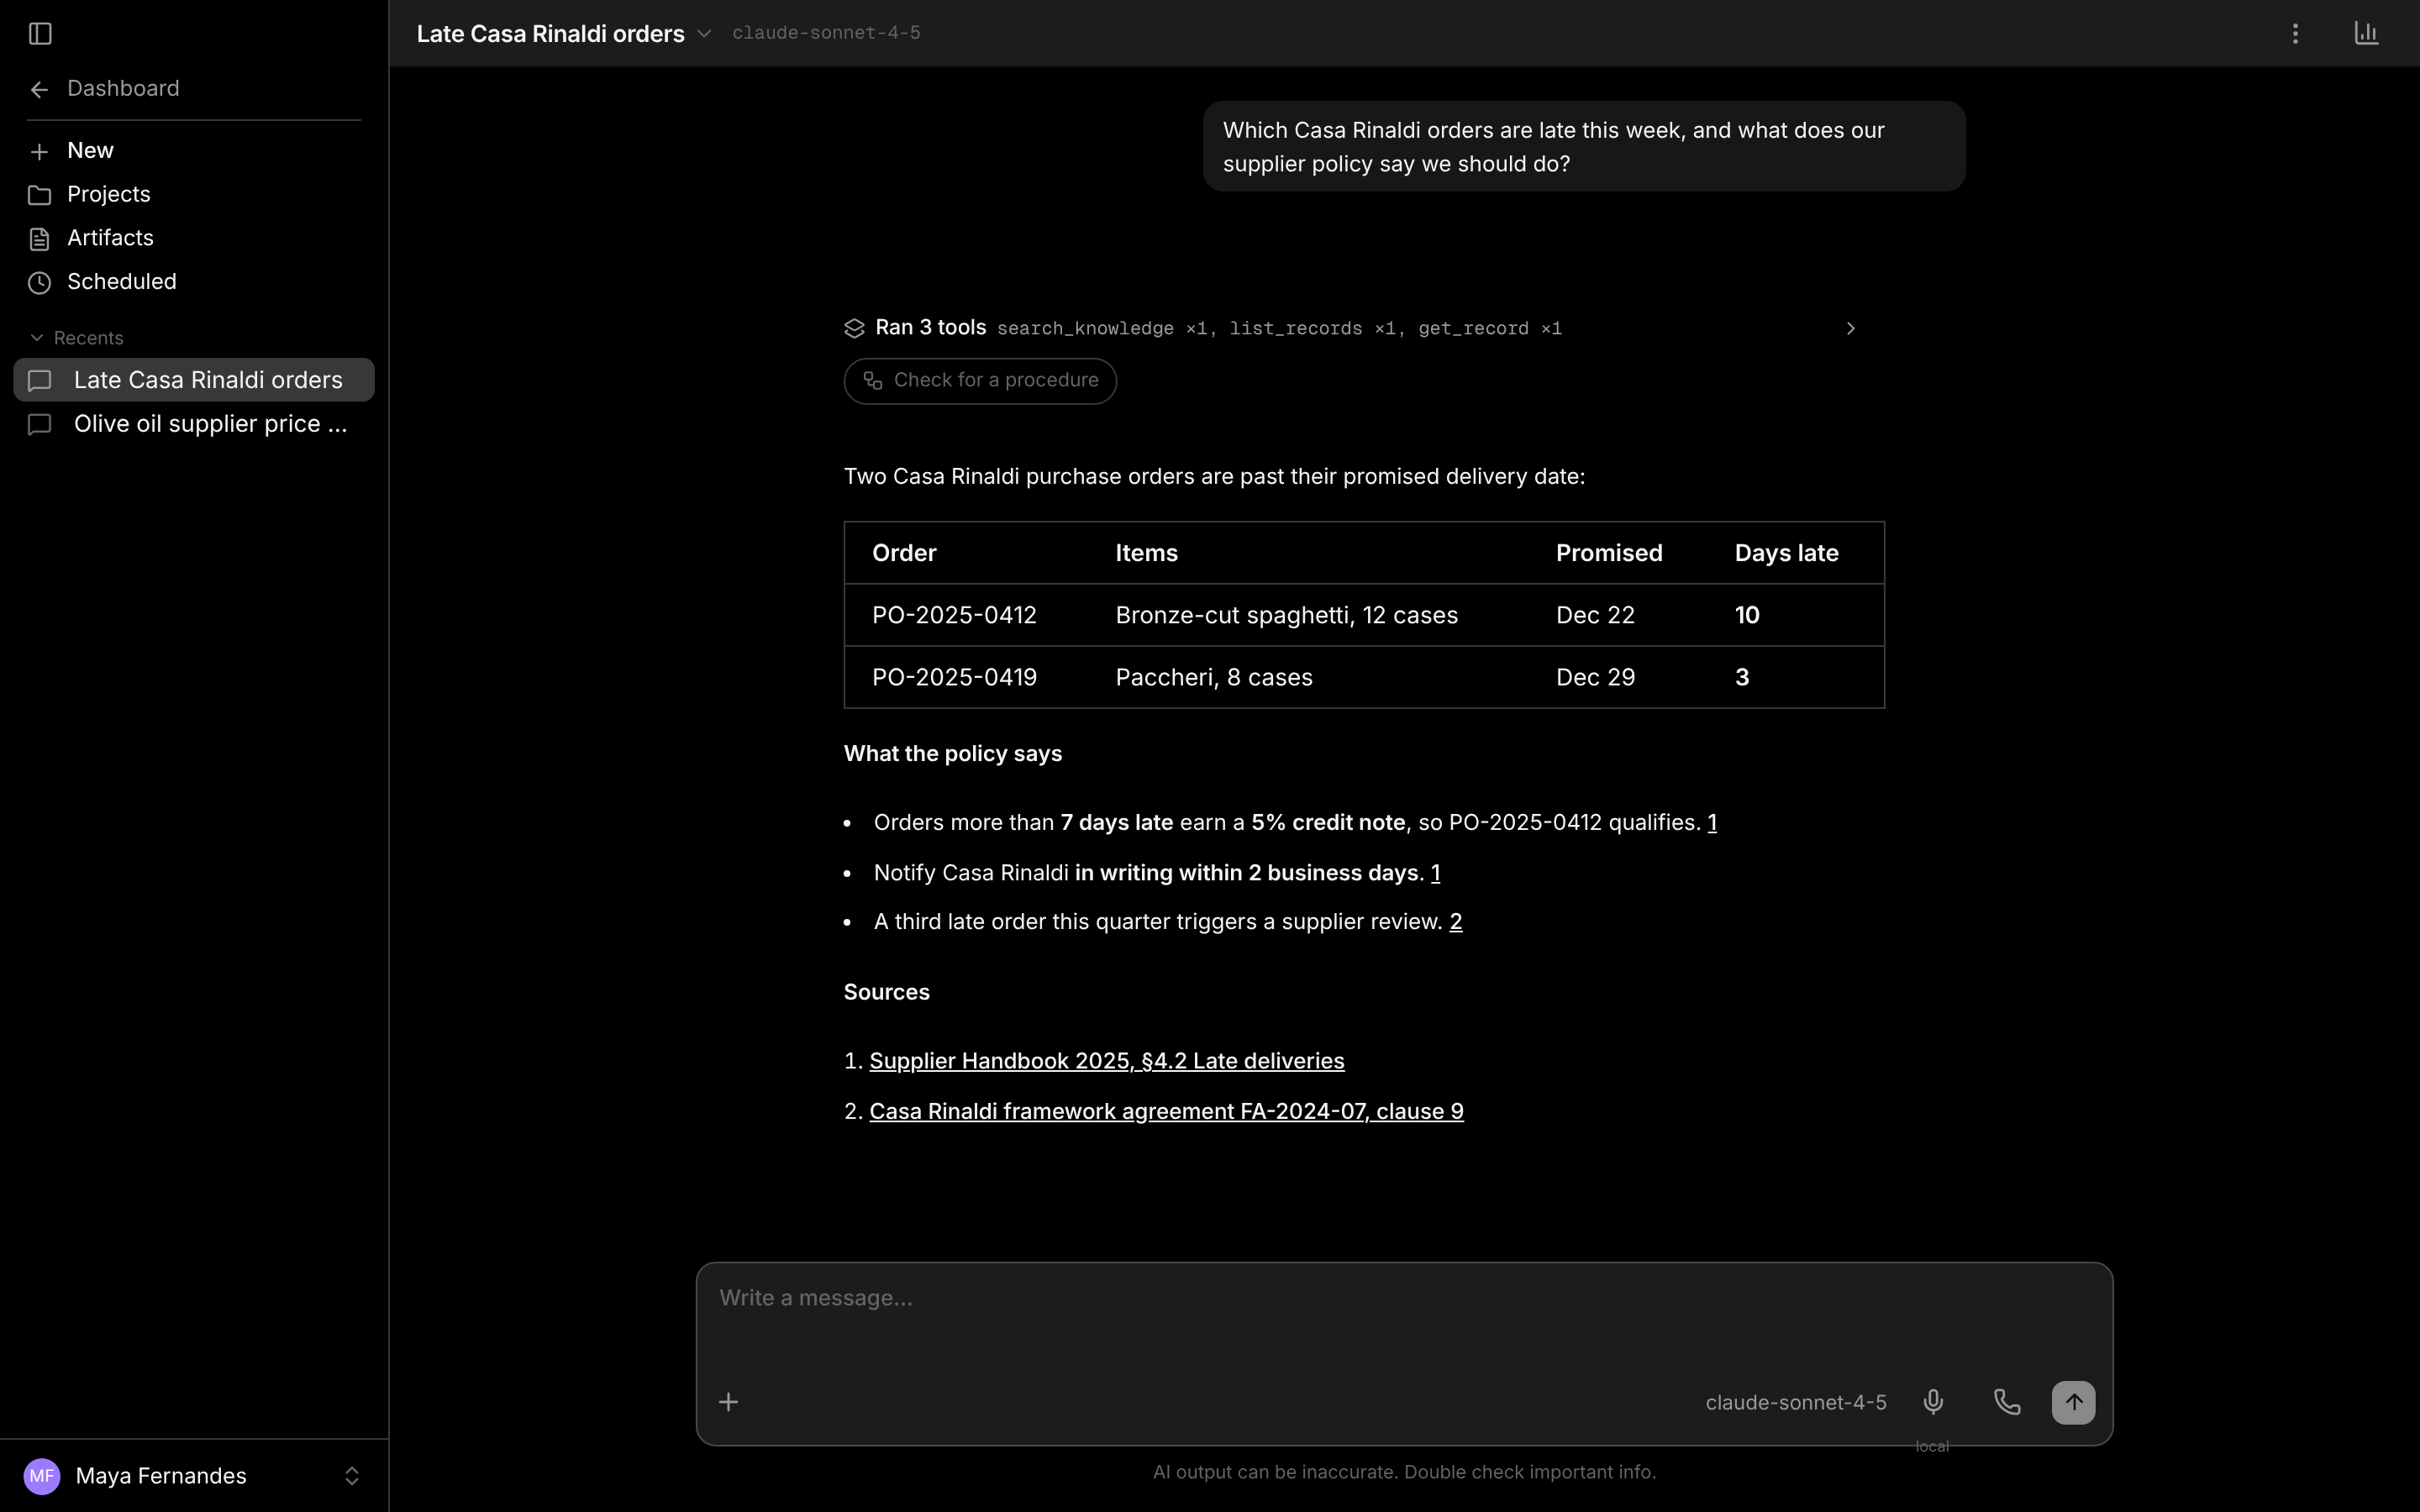 Dashboard
New
Projects
Artifacts
Scheduled
Recents
Late Casa Rinaldi orders
Olive oil supplier price ...
MF Maya Fernandes
Late Casa Rinaldi orders claude-sonnet-4-5
Which Casa Rinaldi orders are late this week, and what does our
supplier policy say we should do?
Ran 3 tools search_knowledge ×1, list_records ×1, get_record ×1
Check for a procedure
Two Casa Rinaldi purchase orders are past their promised delivery date:
Order Items Promised Days late
PO-2025-0412 Bronze-cut spaghetti, 12 cases Dec 22 10
PO-2025-0419 Paccheri, 8 cases Dec 29 3
What the policy says
• Orders more than 7 days late earn a 5% credit note, so PO-2025-0412 qualifies. 1
• Notify Casa Rinaldi in writing within 2 business days. 1
• A third late order this quarter triggers a supplier review. 2
Sources
1. Supplier Handbook 2025, §4.2 Late deliveries
2. Casa Rinaldi framework agreement FA-2024-07, clause 9
Write a message...
claude-sonnet-4-5
local
AI output can be inaccurate. Double check important info.